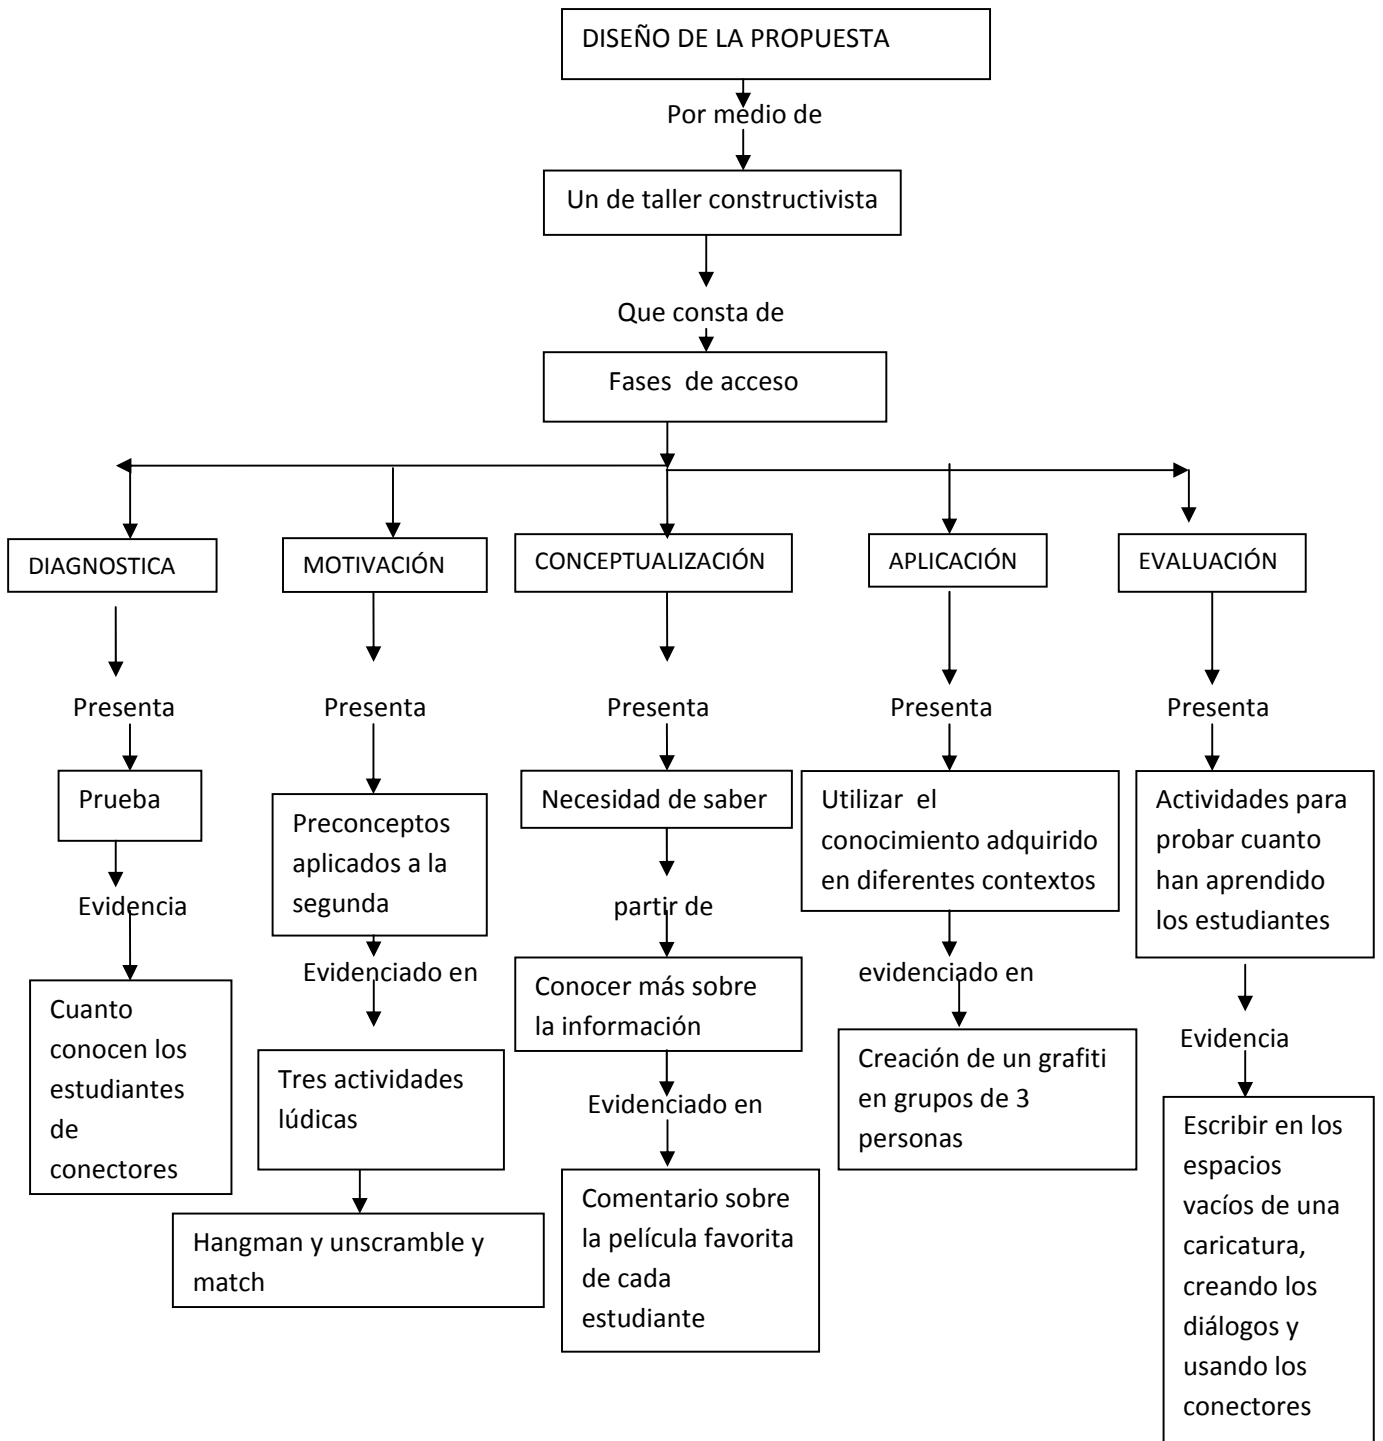 DISEÑO DE LA PROPUESTA
Por medio de
Un de taller constructivista
Que consta de
Fases de acceso
DIAGNOSTICA
Presenta
Prueba
Evidencia
Cuanto
conocen los
estudiantes
de
conectores
MOTIVACIÓN
Presenta
Preconceptos
aplicados a la
segunda
Evidenciado en
Tres actividades
lúdicas
Hangman y unscramble y
match
CONCEPTUALIZACIÓN
Presenta
Necesidad de saber
partir de
Conocer más sobre
la información
Evidenciado en
Comentario sobre
la película favorita
de cada
estudiante
APLICACIÓN
Presenta
Utilizar el
conocimiento adquirido
en diferentes contextos
evidenciado en
Creación de un grafiti
en grupos de 3
personas
EVALUACIÓN
Presenta
Actividades para
probar cuanto
han aprendido
los estudiantes
Evidencia
Escribir en los
espacios
vacíos de una
caricatura,
creando los
diálogos y
usando los
conectores